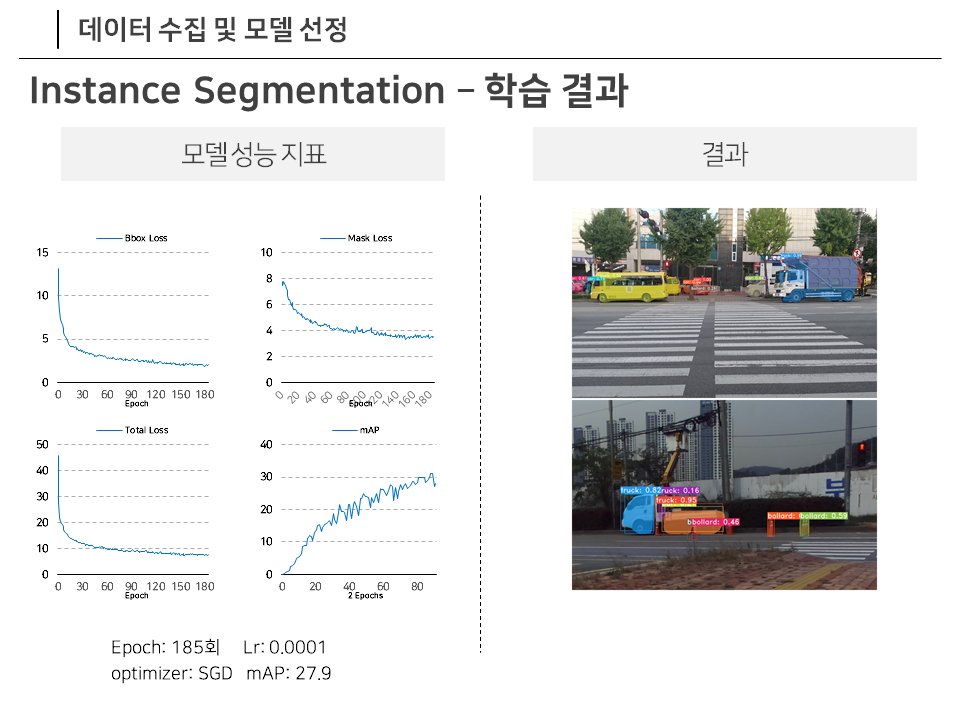 데이터 수집 및 모델 선정
Instance Segmentation – 학습 결과
모델 성능 지표
결과
Bbox Loss
15
10
5
0
0 30 60 90 120 150 180
Epoch
Mask Loss
10
8
6
4
2
0
0 20 40 60 80 100 120 140 160 180
Epoch
Total Loss
50
40
30
20
10
0
0 30 60 90 120 150 180
Epoch
mAP
40
30
20
10
0
0 20 40 60 80
2 Epochs
truck: 0.82 truck: 0.16
truck: 0.95
bollard: 0.46
bollard: 0.59
Epoch: 185회 Lr: 0.0001
optimizer: SGD mAP: 27.9